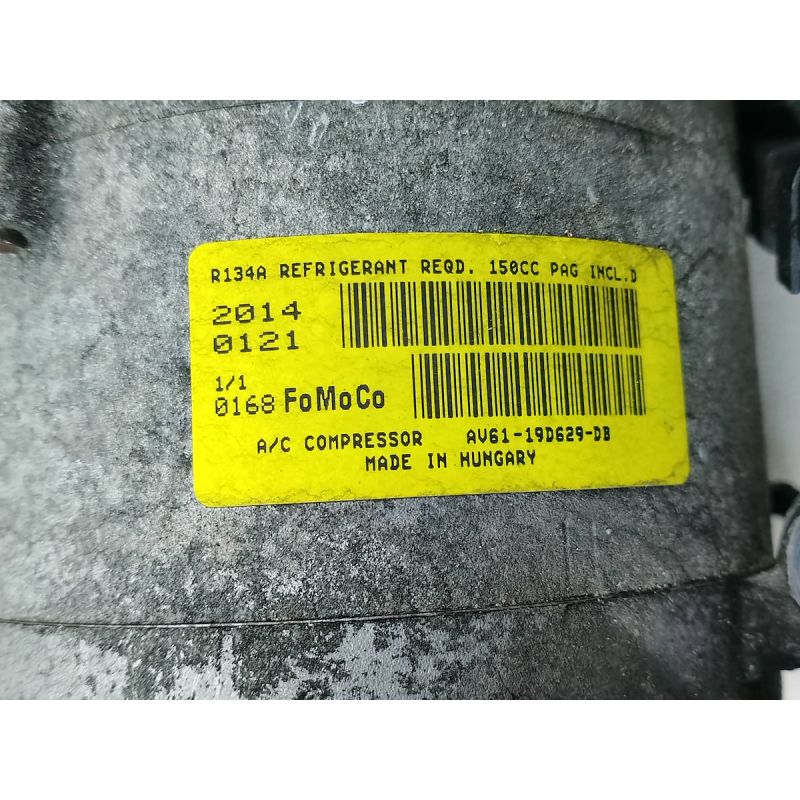 R134A REFRIGERANT REQD. 150CC PAG INCL.D
2014
0121
1/1
0168 FoMoCo
A/C COMPRESSOR AV61-19D629-DB
MADE IN HUNGARY